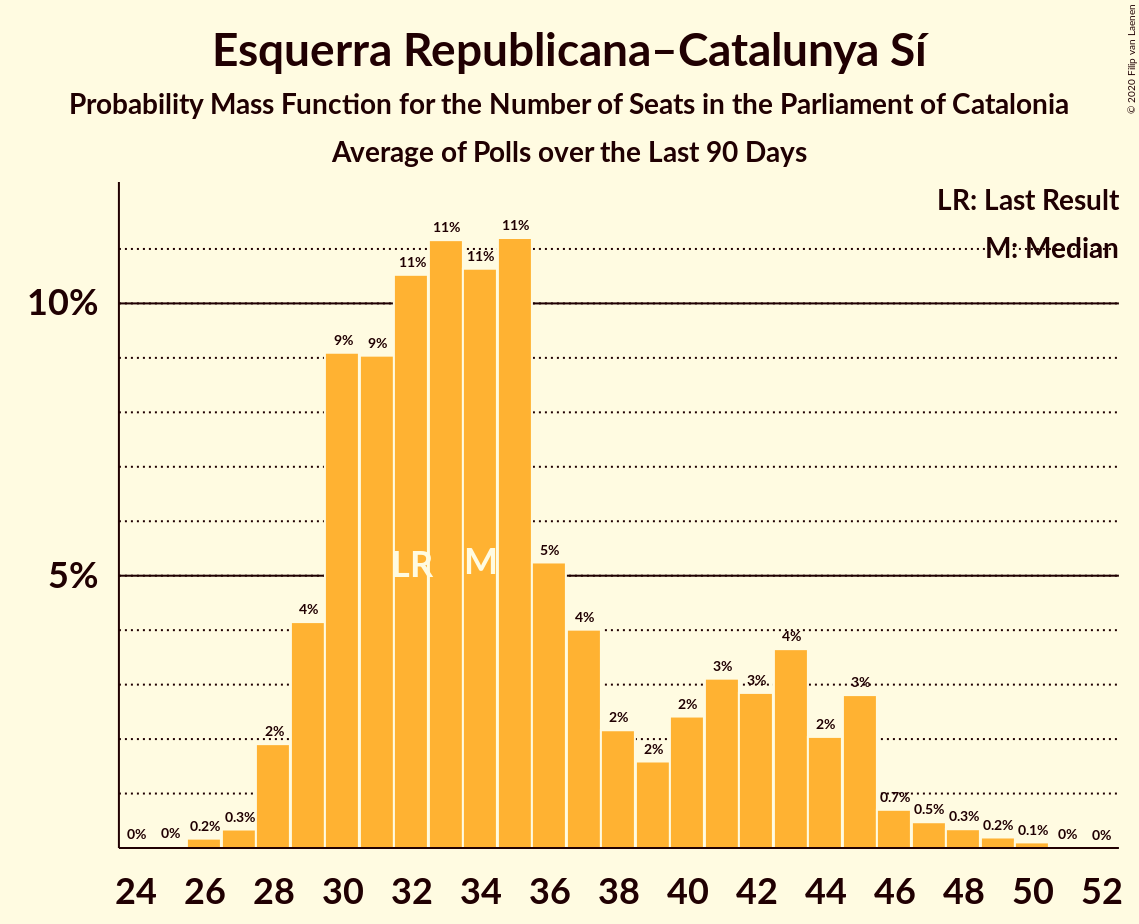 Esquerra Republicana–Catalunya Sí
Probability Mass Function for the Number of Seats in the Parliament of Catalonia
Average of Polls over the Last 90 Days
© 2020 Filip van Laenen
LR: Last Result
M: Median
10%
5%
0% 0% 0.2% 0.3% 2% 4% 9% 9% 11% 11% 11% 11% 5% 4% 2% 2% 2% 3% 3% 4% 2% 3% 0.7% 0.5% 0.3% 0.2% 0.1% 0% 0%
LR M
24 26 28 30 32 34 36 38 40 42 44 46 48 50 52